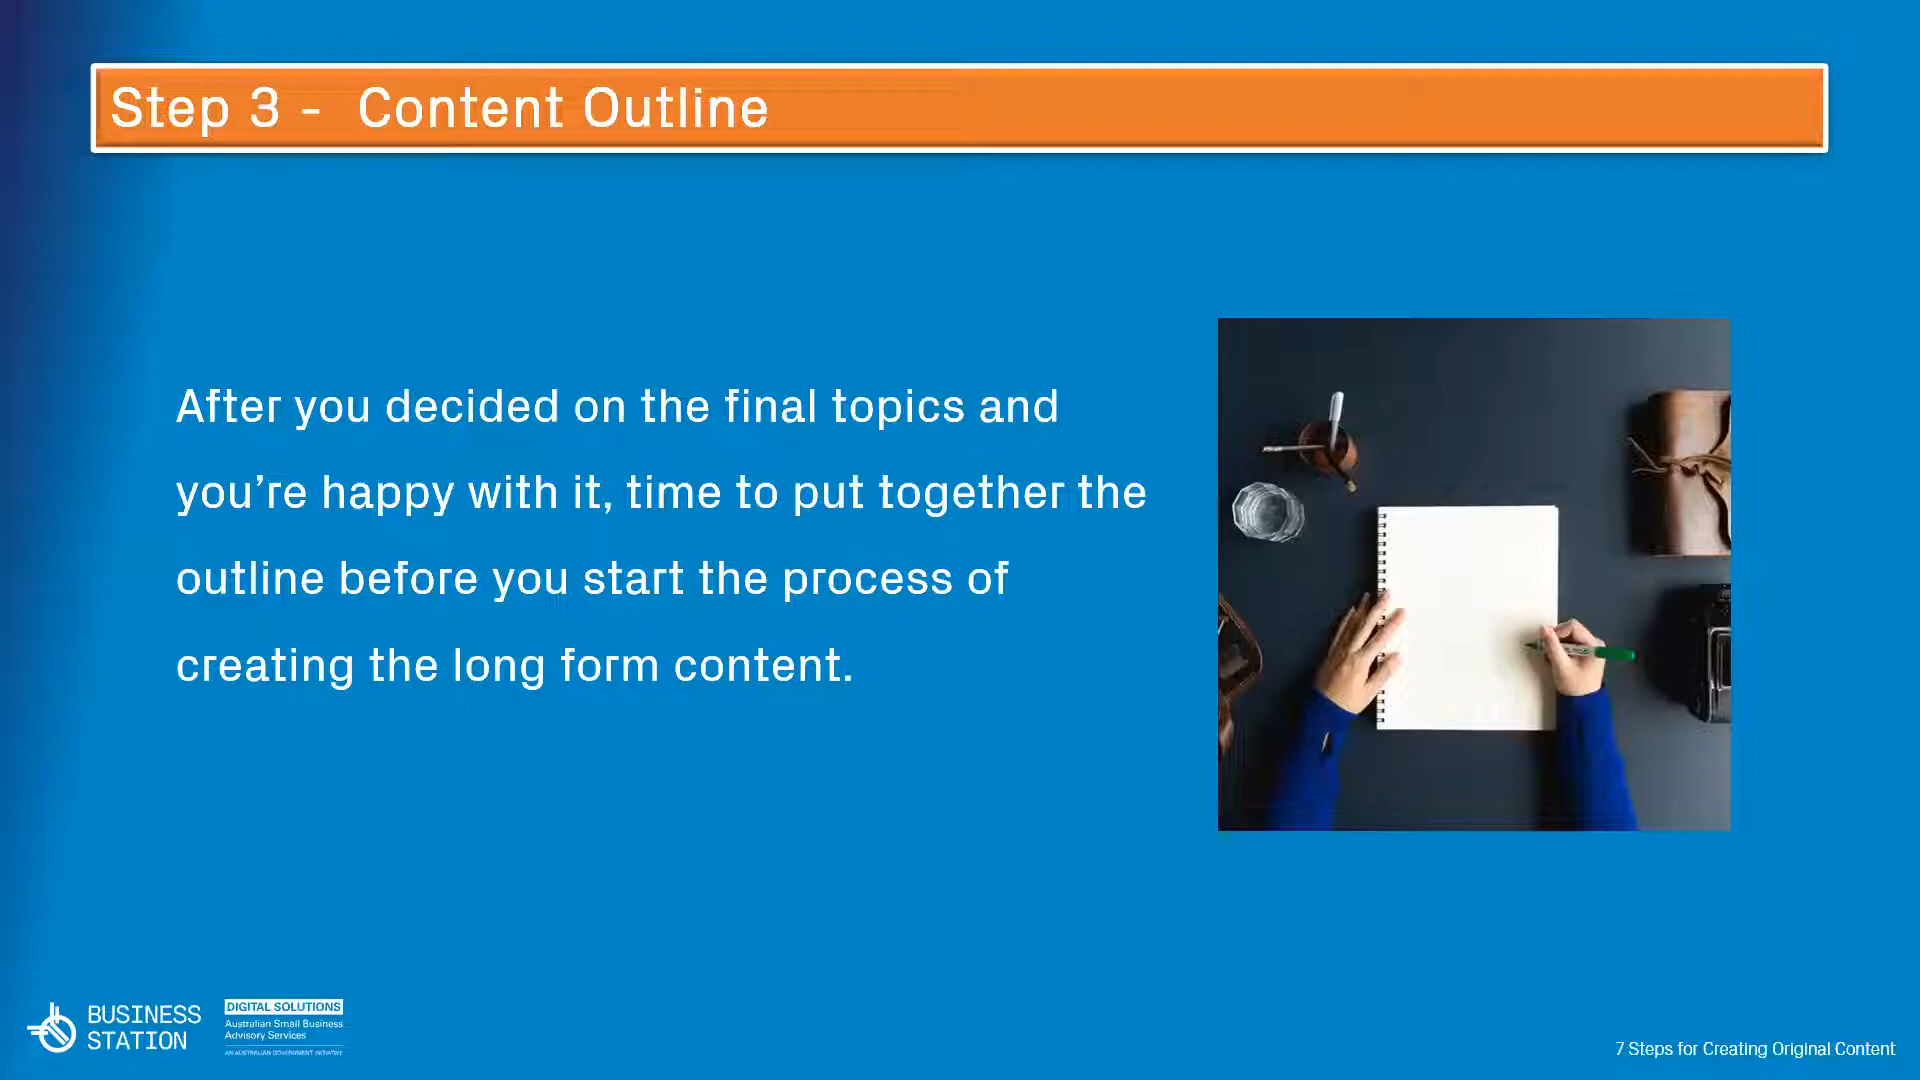 Step 3 - Content Outline
After you decided on the final topics and
you're happy with it, time to put together the
outline before you start the process of
creating the long form content.
BUSINESS
STATION
DIGITAL SOLUTIONS
Australian Small Business
Advisory Services
AN AUSTRALIAN GOVERNMENT INITIATIVE
7 Steps for Creating Original Content